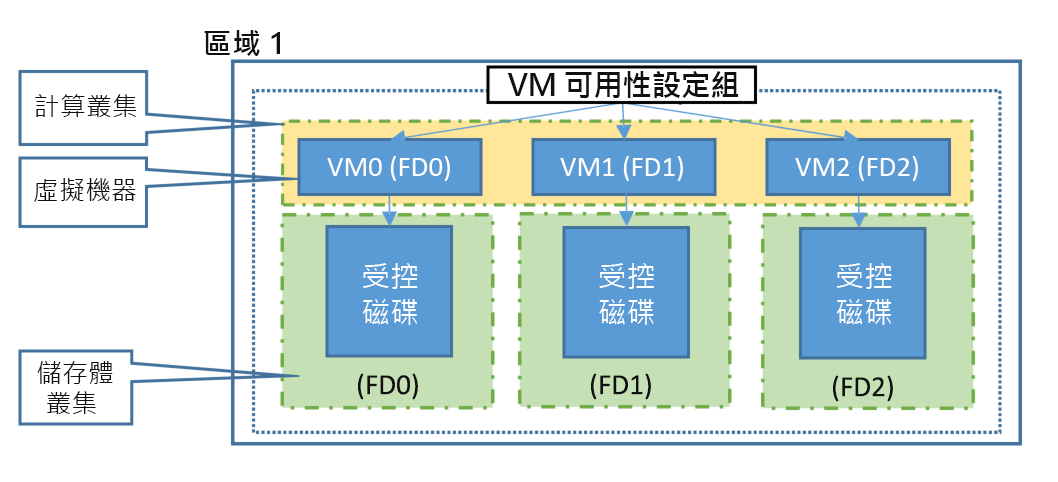 區域 1
VM 可用性設定組
計算叢集
VM0 (FD0)
VM1 (FD1)
VM2 (FD2)
虛擬機器
受控
磁碟
受控
磁碟
受控
磁碟
儲存體
叢集
(FD0)
(FD1)
(FD2)